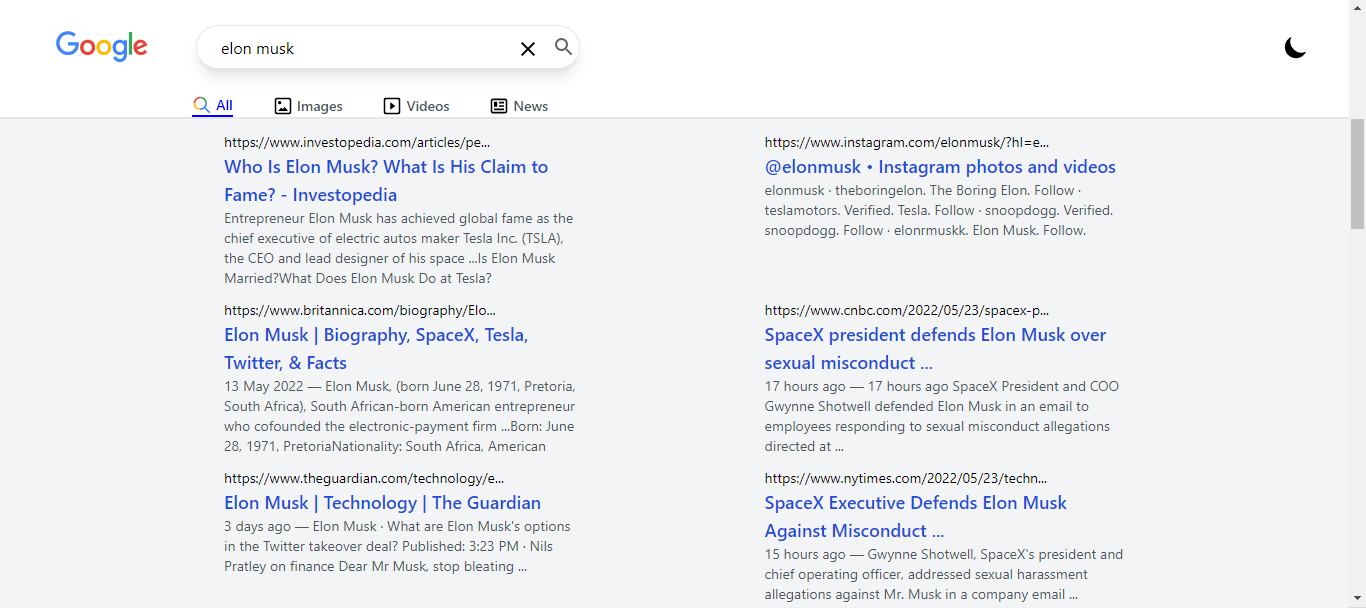 Google
elon musk
All
Images
Videos
News
https://www.investopedia.com/articles/pe...
Who Is Elon Musk? What Is His Claim to
Fame? - Investopedia
Entrepreneur Elon Musk has achieved global fame as the
chief executive of electric autos maker Tesla Inc. (TSLA),
the CEO and lead designer of his space ...Is Elon Musk
Married?What Does Elon Musk Do at Tesla?
https://www.instagram.com/elonmusk/?hl=e...
@elonmusk • Instagram photos and videos
elonmusk · theboringelon. The Boring Elon. Follow ·
teslamotors. Verified. Tesla. Follow · snoopdogg. Verified.
snoopdogg. Follow · elonrmuskk. Elon Musk. Follow.
https://www.britannica.com/biography/Elo...
Elon Musk | Biography, SpaceX, Tesla,
Twitter, & Facts
13 May 2022 — Elon Musk, (born June 28, 1971, Pretoria,
South Africa), South African-born American entrepreneur
who cofounded the electronic-payment firm ...Born: June
28, 1971, PretoriaNationality: South Africa, American
https://www.cnbc.com/2022/05/23/spacex-p...
SpaceX president defends Elon Musk over
sexual misconduct ...
17 hours ago — 17 hours ago SpaceX President and COO
Gwynne Shotwell defended Elon Musk in an email to
employees responding to sexual misconduct allegations
directed at ...
https://www.theguardian.com/technology/e...
Elon Musk | Technology | The Guardian
3 days ago — Elon Musk · What are Elon Musk's options
in the Twitter takeover deal? Published: 3:23 PM · Nils
Pratley on finance Dear Mr Musk, stop bleating ...
https://www.nytimes.com/2022/05/23/techn...
SpaceX Executive Defends Elon Musk
Against Misconduct ...
15 hours ago — Gwynne Shotwell, SpaceX's president and
chief operating officer, addressed sexual harassment
allegations against Mr. Musk in a company email ...